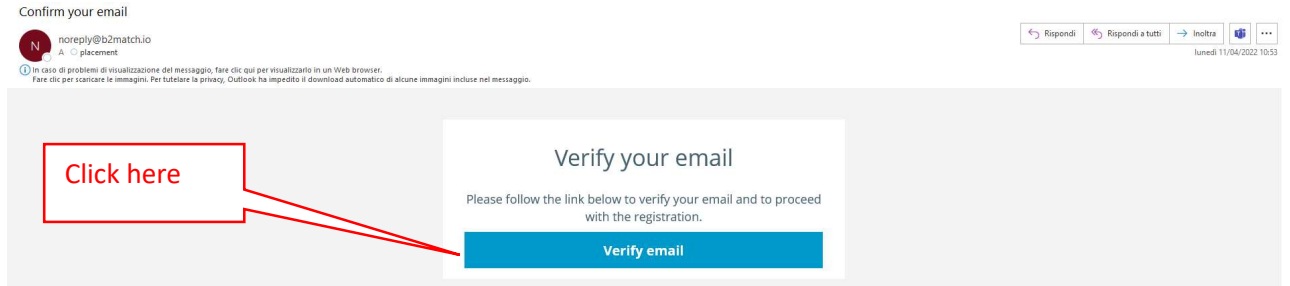 Confirm your email
N
noreply@b2match.io
A placement
Rispondi
Rispondi a tutti
Inoltra
lunedì 11/04/2022 10:53
In caso di problemi di visualizzazione del messaggio, fare clic qui per visualizzarlo in un Web browser.
Fare clic per scaricare le immagini. Per tutelare la privacy, Outlook ha impedito il download automatico di alcune immagini incluse nel messaggio.
Click here
Verify your email
Please follow the link below to verify your email and to proceed
with the registration.
Verify email